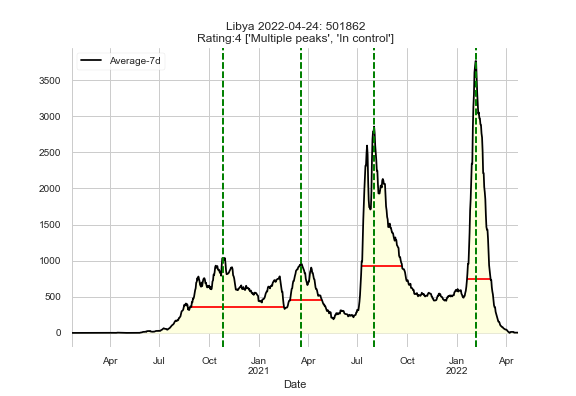 Libya 2022-04-24: 501862
Rating:4 ['Multiple peaks', 'In control']
Average-7d
3500
3000
2500
2000
1500
1000
500
0
Apr Jul Oct Jan Apr Jul Oct Jan Apr
2021 2022
Date